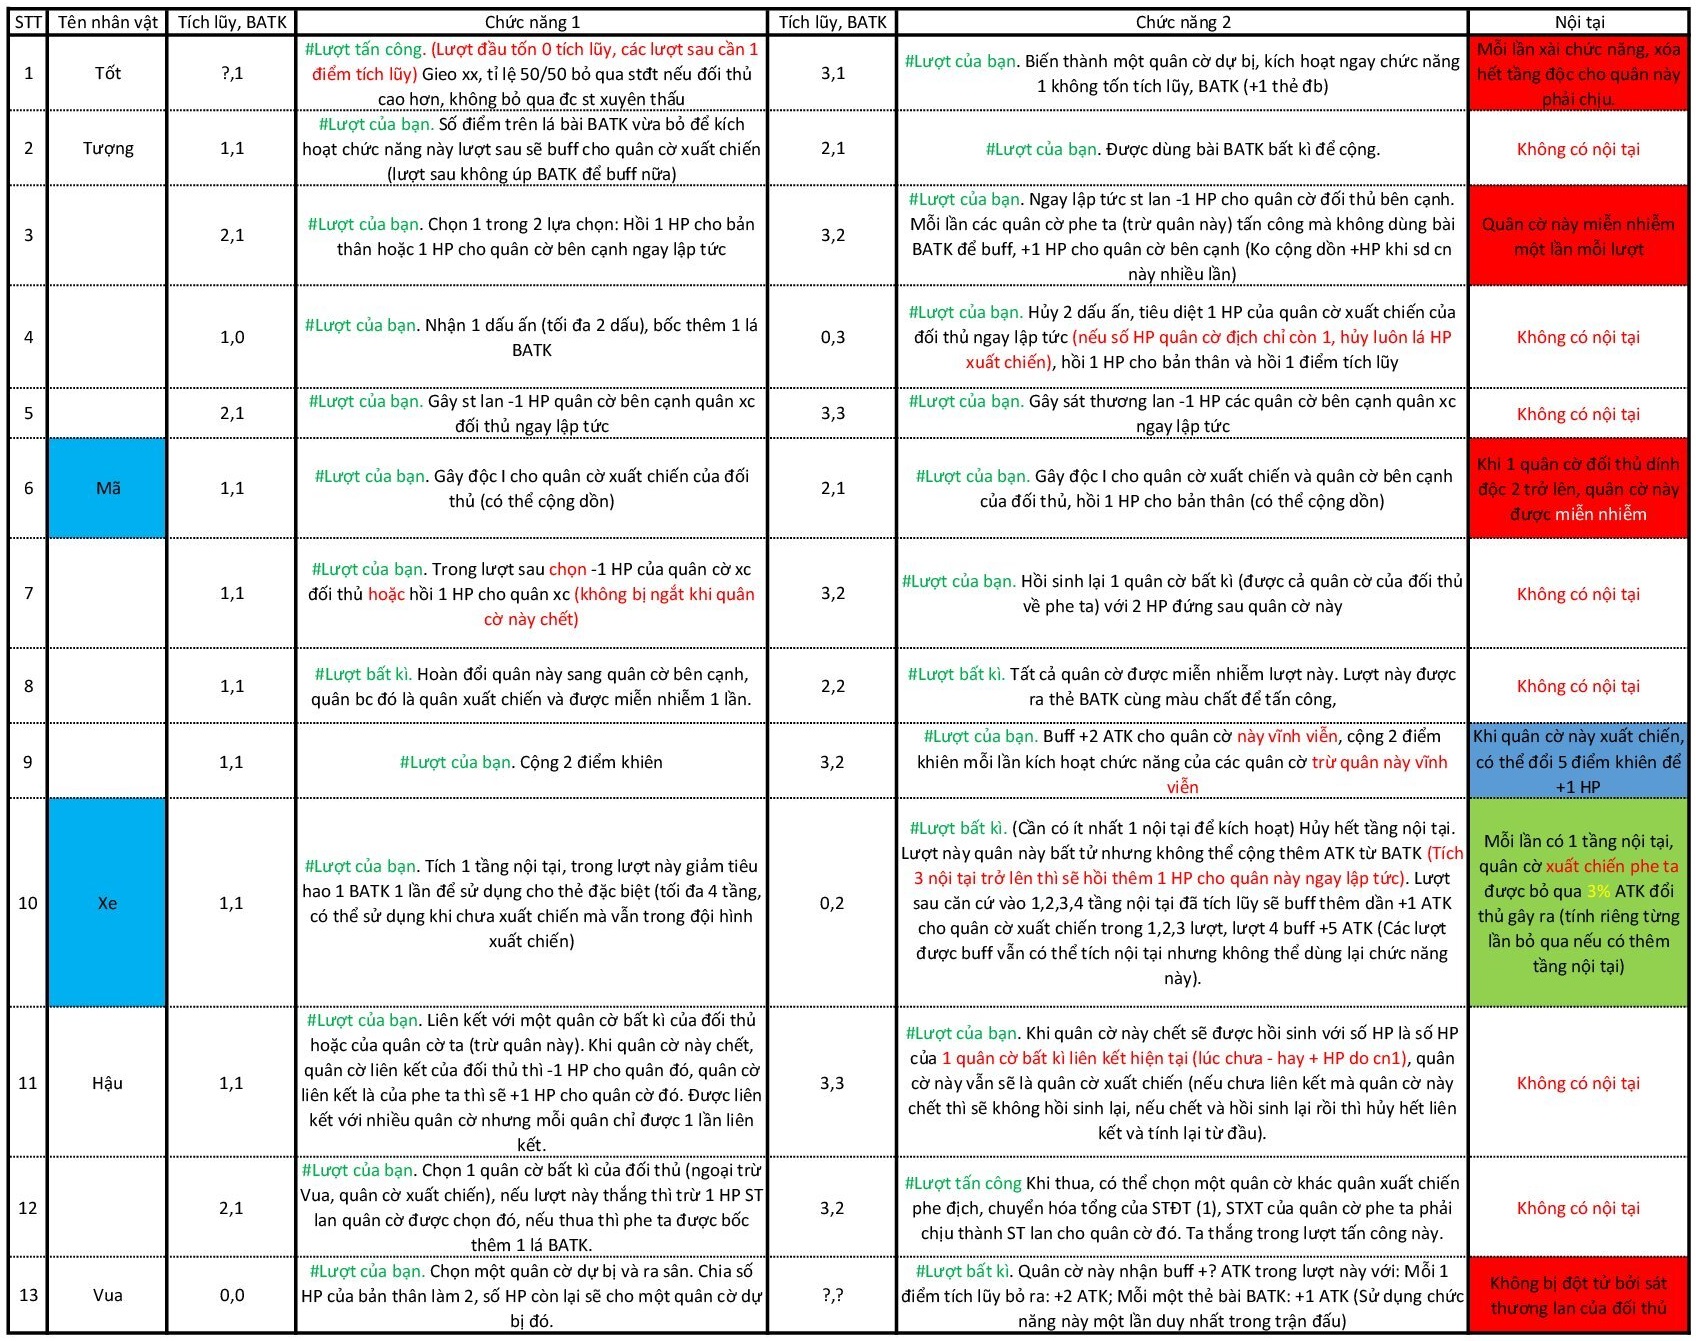 STT Tên nhân vật Tích lũy, BATK Chức năng 1 Tích lũy, BATK Chức năng 2 Nội tại
1
Tốt
?,1
#Lượt tấn công. (Lượt đầu tốn 0 tích lũy, các lượt sau cần 1
điểm tích lũy) Gieo xx, tỉ lệ 50/50 bỏ qua stđt nếu đối thủ
cao hơn, không bỏ qua đc st xuyên thấu
3,1
#Lượt của bạn. Biến thành một quân cờ dự bị, kích hoạt ngay chức năng
1 không tốn tích lũy, BATK (+1 thẻ đb)
Mỗi lần xài chức năng, xóa
hết tầng độc cho quân này
phải chịu.
2
Tượng
1,1
#Lượt của bạn. Số điểm trên lá bài BATK vừa bỏ để kích
hoạt chức năng này lượt sau sẽ buff cho quân cờ xuất chiến
(lượt sau không úp BATK để buff nữa)
2,1
#Lượt của bạn. Được dùng bài BATK bất kì để cộng.
Không có nội tại
3
2,1
#Lượt của bạn. Chọn 1 trong 2 lựa chọn: Hồi 1 HP cho bản
thân hoặc 1 HP cho quân cờ bên cạnh ngay lập tức
3,2
#Lượt của bạn. Ngay lập tức st lan -1 HP cho quân cờ đối thủ bên cạnh.
Mỗi lần các quân cờ phe ta (trừ quân này) tấn công mà không dùng bài
BATK để buff, +1 HP cho quân cờ bên cạnh (Ko cộng dồn +HP khi sd cn
này nhiều lần)
Quân cờ này miễn nhiễm
một lần mỗi lượt
4
1,0
#Lượt của bạn. Nhận 1 dấu ấn (tối đa 2 dấu), bốc thêm 1 lá
BATK
0,3
#Lượt của bạn. Hủy 2 dấu ấn, tiêu diệt 1 HP của quân cờ xuất chiến của
đối thủ ngay lập tức (nếu số HP quân cờ địch chỉ còn 1, hủy luôn lá HP
xuất chiến), hồi 1 HP cho bản thân và hồi 1 điểm tích lũy
Không có nội tại
5
2,1
#Lượt của bạn. Gây st lan -1 HP quân cờ bên cạnh quân xc
đối thủ ngay lập tức
3,3
#Lượt của bạn. Gây sát thương lan -1 HP các quân cờ bên cạnh quân xc
ngay lập tức
Không có nội tại
6
Mã
1,1
#Lượt của bạn. Gây độc I cho quân cờ xuất chiến của đối
thủ (có thể cộng dồn)
2,1
#Lượt của bạn. Gây độc I cho quân cờ xuất chiến và quân cờ bên cạnh
của đối thủ, hồi 1 HP cho bản thân (có thể cộng dồn)
Khi 1 quân cờ đối thủ dính
độc 2 trở lên, quân cờ này
được miễn nhiễm
7
1,1
#Lượt của bạn. Trong lượt sau chọn -1 HP của quân cờ xc
đối thủ hoặc hồi 1 HP cho quân xc (không bị ngắt khi quân
cờ này chết)
3,2
#Lượt của bạn. Hồi sinh lại 1 quân cờ bất kì (được cả quân cờ của đối thủ
về phe ta) với 2 HP đứng sau quân cờ này
Không có nội tại
8
1,1
#Lượt bất kì. Hoàn đổi quân này sang quân cờ bên cạnh,
quân bc đó là quân xuất chiến và được miễn nhiễm 1 lần.
2,2
#Lượt bất kì. Tất cả quân cờ được miễn nhiễm lượt này. Lượt này được
ra thẻ BATK cùng màu chất để tấn công,
Không có nội tại
9
1,1
#Lượt của bạn. Cộng 2 điểm khiên
3,2
#Lượt của bạn. Buff +2 ATK cho quân cờ này vĩnh viễn, cộng 2 điểm
khiên mỗi lần kích hoạt chức năng của các quân cờ trừ quân này vĩnh
viễn
Khi quân cờ này xuất chiến,
có thể đổi 5 điểm khiên để
+1 HP
10
Xe
1,1
#Lượt của bạn. Tích 1 tầng nội tại, trong lượt này giảm tiêu
hao 1 BATK 1 lần để sử dụng cho thẻ đặc biệt (tối đa 4 tầng,
có thể sử dụng khi chưa xuất chiến mà vẫn trong đội hình
xuất chiến)
0,2
#Lượt bất kì. (Cần có ít nhất 1 nội tại để kích hoạt) Hủy hết tầng nội tại.
Lượt này quân này bất tử nhưng không thể cộng thêm ATK từ BATK (Tích
3 nội tại trở lên thì sẽ hồi thêm 1 HP cho quân này ngay lập tức). Lượt
sau căn cứ vào 1,2,3,4 tầng nội tại đã tích lũy sẽ buff thêm dần +1 ATK
cho quân cờ xuất chiến trong 1,2,3 lượt, lượt 4 buff +5 ATK (Các lượt
được buff vẫn có thể tích nội tại nhưng không thể dùng lại chức năng
này).
Mỗi lần có 1 tầng nội tại,
quân cờ xuất chiến phe ta
được bỏ qua 3% ATK đổi
thủ gây ra (tính riêng từng
lần bỏ qua nếu có thêm
tầng nội tại)
11
Hậu
1,1
#Lượt của bạn. Liên kết với một quân cờ bất kì của đối thủ
hoặc của quân cờ ta (trừ quân này). Khi quân cờ này chết,
quân cờ liên kết của đối thủ thì -1 HP cho quân đó, quân cờ
liên kết là của phe ta thì sẽ +1 HP cho quân cờ đó. Được liên
kết với nhiều quân cờ nhưng mỗi quân chỉ được 1 lần liên
kết.
3,3
#Lượt của bạn. Khi quân cờ này chết sẽ được hồi sinh với số HP là số HP
của 1 quân cờ bất kì liên kết hiện tại (lúc chưa - hay + HP do cn1), quân
cờ này vẫn sẽ là quân cờ xuất chiến (nếu chưa liên kết mà quân cờ này
chết thì sẽ không hồi sinh lại, nếu chết và hồi sinh lại rồi thì hủy hết liên
kết và tính lại từ đầu).
Không có nội tại
12
2,1
#Lượt của bạn. Chọn 1 quân cờ bất kì của đối thủ (ngoại trừ
Vua, quân cờ xuất chiến), nếu lượt này thắng thì trừ 1 HP ST
lan quân cờ được chọn đó, nếu thua thì phe ta được bốc
thêm 1 lá BATK.
3,2
#Lượt tấn công Khi thua, có thể chọn một quân cờ khác quân xuất chiến
phe địch, chuyển hóa tổng của STĐT (1), STXT của quân cờ phe ta phải
chịu thành ST lan cho quân cờ đó. Ta thắng trong lượt tấn công này.
Không có nội tại
13
Vua
0,0
#Lượt của bạn. Chọn một quân cờ dự bị và ra sân. Chia số
HP của bản thân làm 2, số HP còn lại sẽ cho một quân cờ dự
bị đó.
?,?
#Lượt bất kì. Quân cờ này nhận buff +? ATK trong lượt này với: Mỗi 1
điểm tích lũy bỏ ra: +2 ATK; Mỗi một thẻ bài BATK: +1 ATK (Sử dụng chức
năng này một lần duy nhất trong trận đấu)
Không bị đột tử bởi sát
thương lan của đối thủ